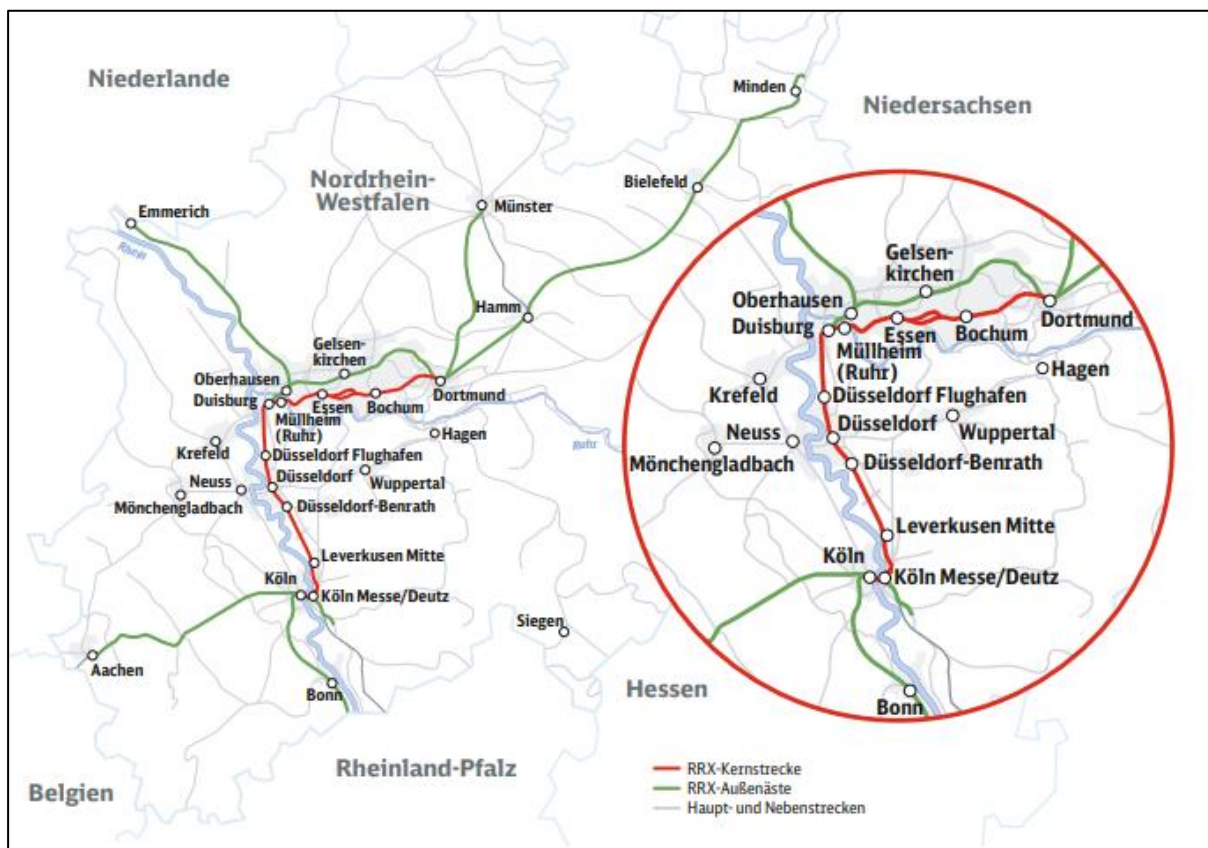 Niederlande
Minden
Niedersachsen
Nordrhein-
Westfalen
Bielefeld
Münster
Emmerich
Rhein
Hamm
Gelsen-
kirchen
Oberhausen
Duisburg
Essen
Bochum
Dortmund
Müllheim
(Ruhr)
Hagen
Ruhr
Krefeld
Düsseldorf Flughafen
Neuss
Düsseldorf
Wuppertal
Mönchengladbach
Düsseldorf-Benrath
Leverkusen Mitte
Köln
Köln Messe/Deutz
Siegen
Aachen
Bonn
Hessen
Rheinland-Pfalz
Belgien
Gelsen-
kirchen
Oberhausen
Duisburg
Essen
Bochum
Dortmund
Müllheim
(Ruhr)
Hagen
Krefeld
Düsseldorf Flughafen
Neuss
Düsseldorf
Wuppertal
Mönchengladbach
Düsseldorf-Benrath
Leverkusen Mitte
Köln
Köln Messe/Deutz
Bonn
RRX-Kernstrecke
RRX-Außenäste
Haupt- und Nebenstrecken